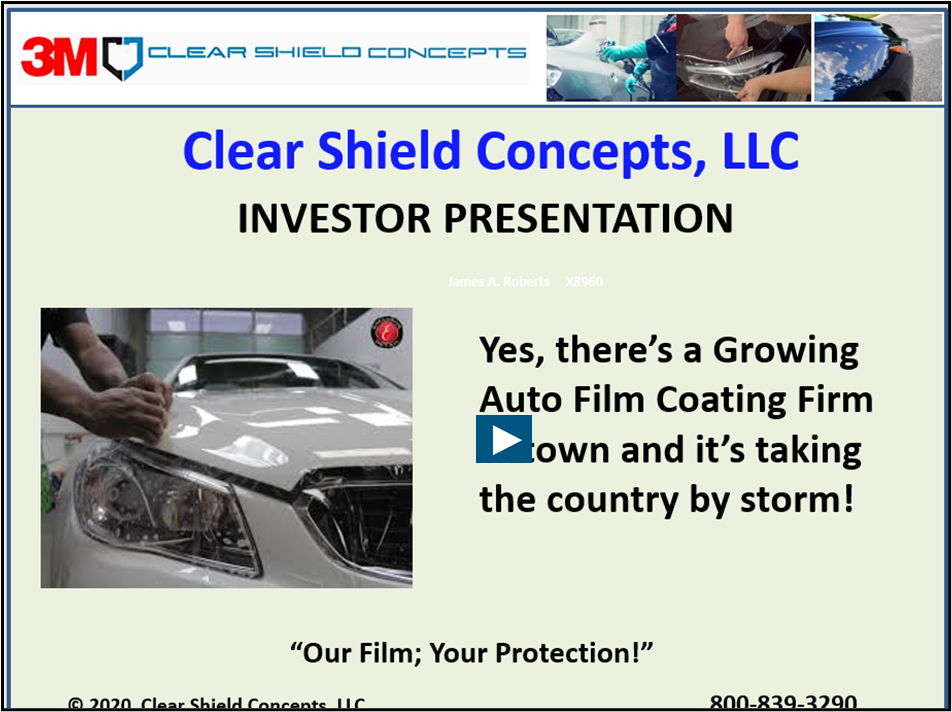 3M CLEAR SHIELD CONCEPTS
Clear Shield Concepts, LLC
INVESTOR PRESENTATION
James A. Roberts X8960
Yes, there’s a Growing
Auto Film Coating Firm
town and it’s taking
the country by storm!
“Our Film; Your Protection!”
© 2020 Clear Shield Concepts, LLC
800-839-3290